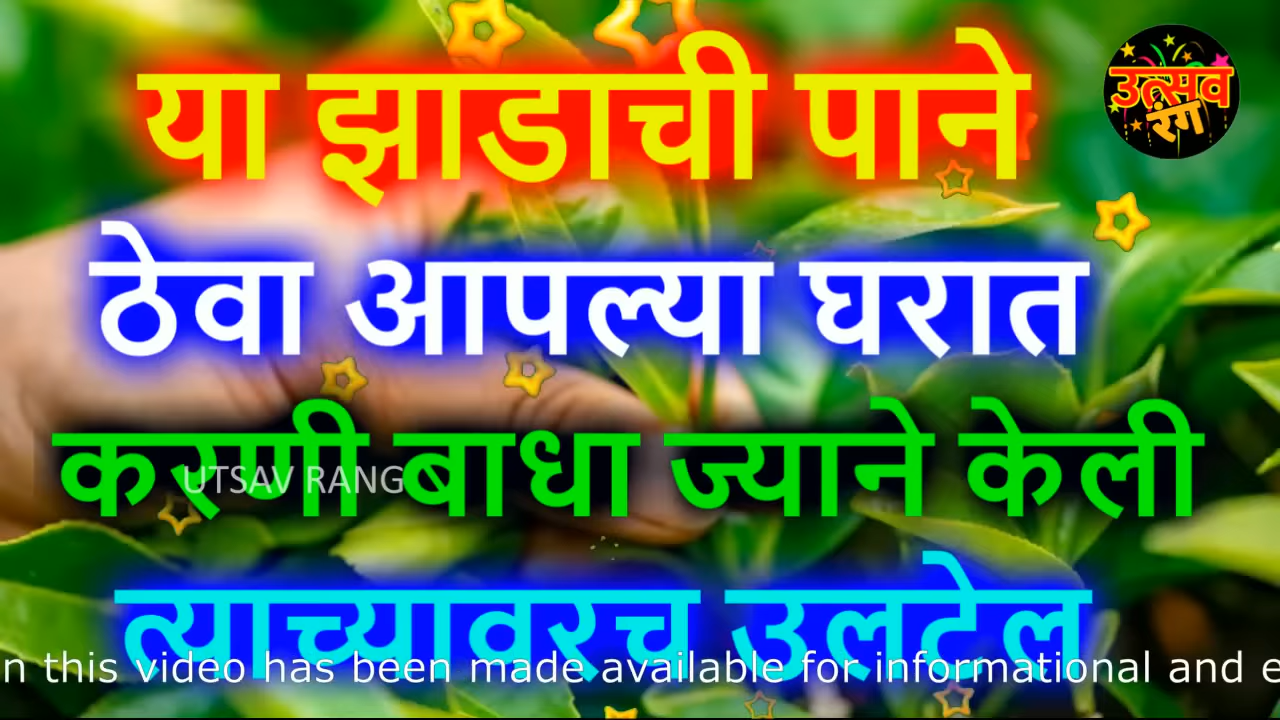 या झाडाची पाने
उत्सव
रंग
ठेवा आपल्या घरात
करणी बाधा ज्याने केली
UTSAV RANG
त्याच्यावरच उलटेल
n this video has been made available for informational and e